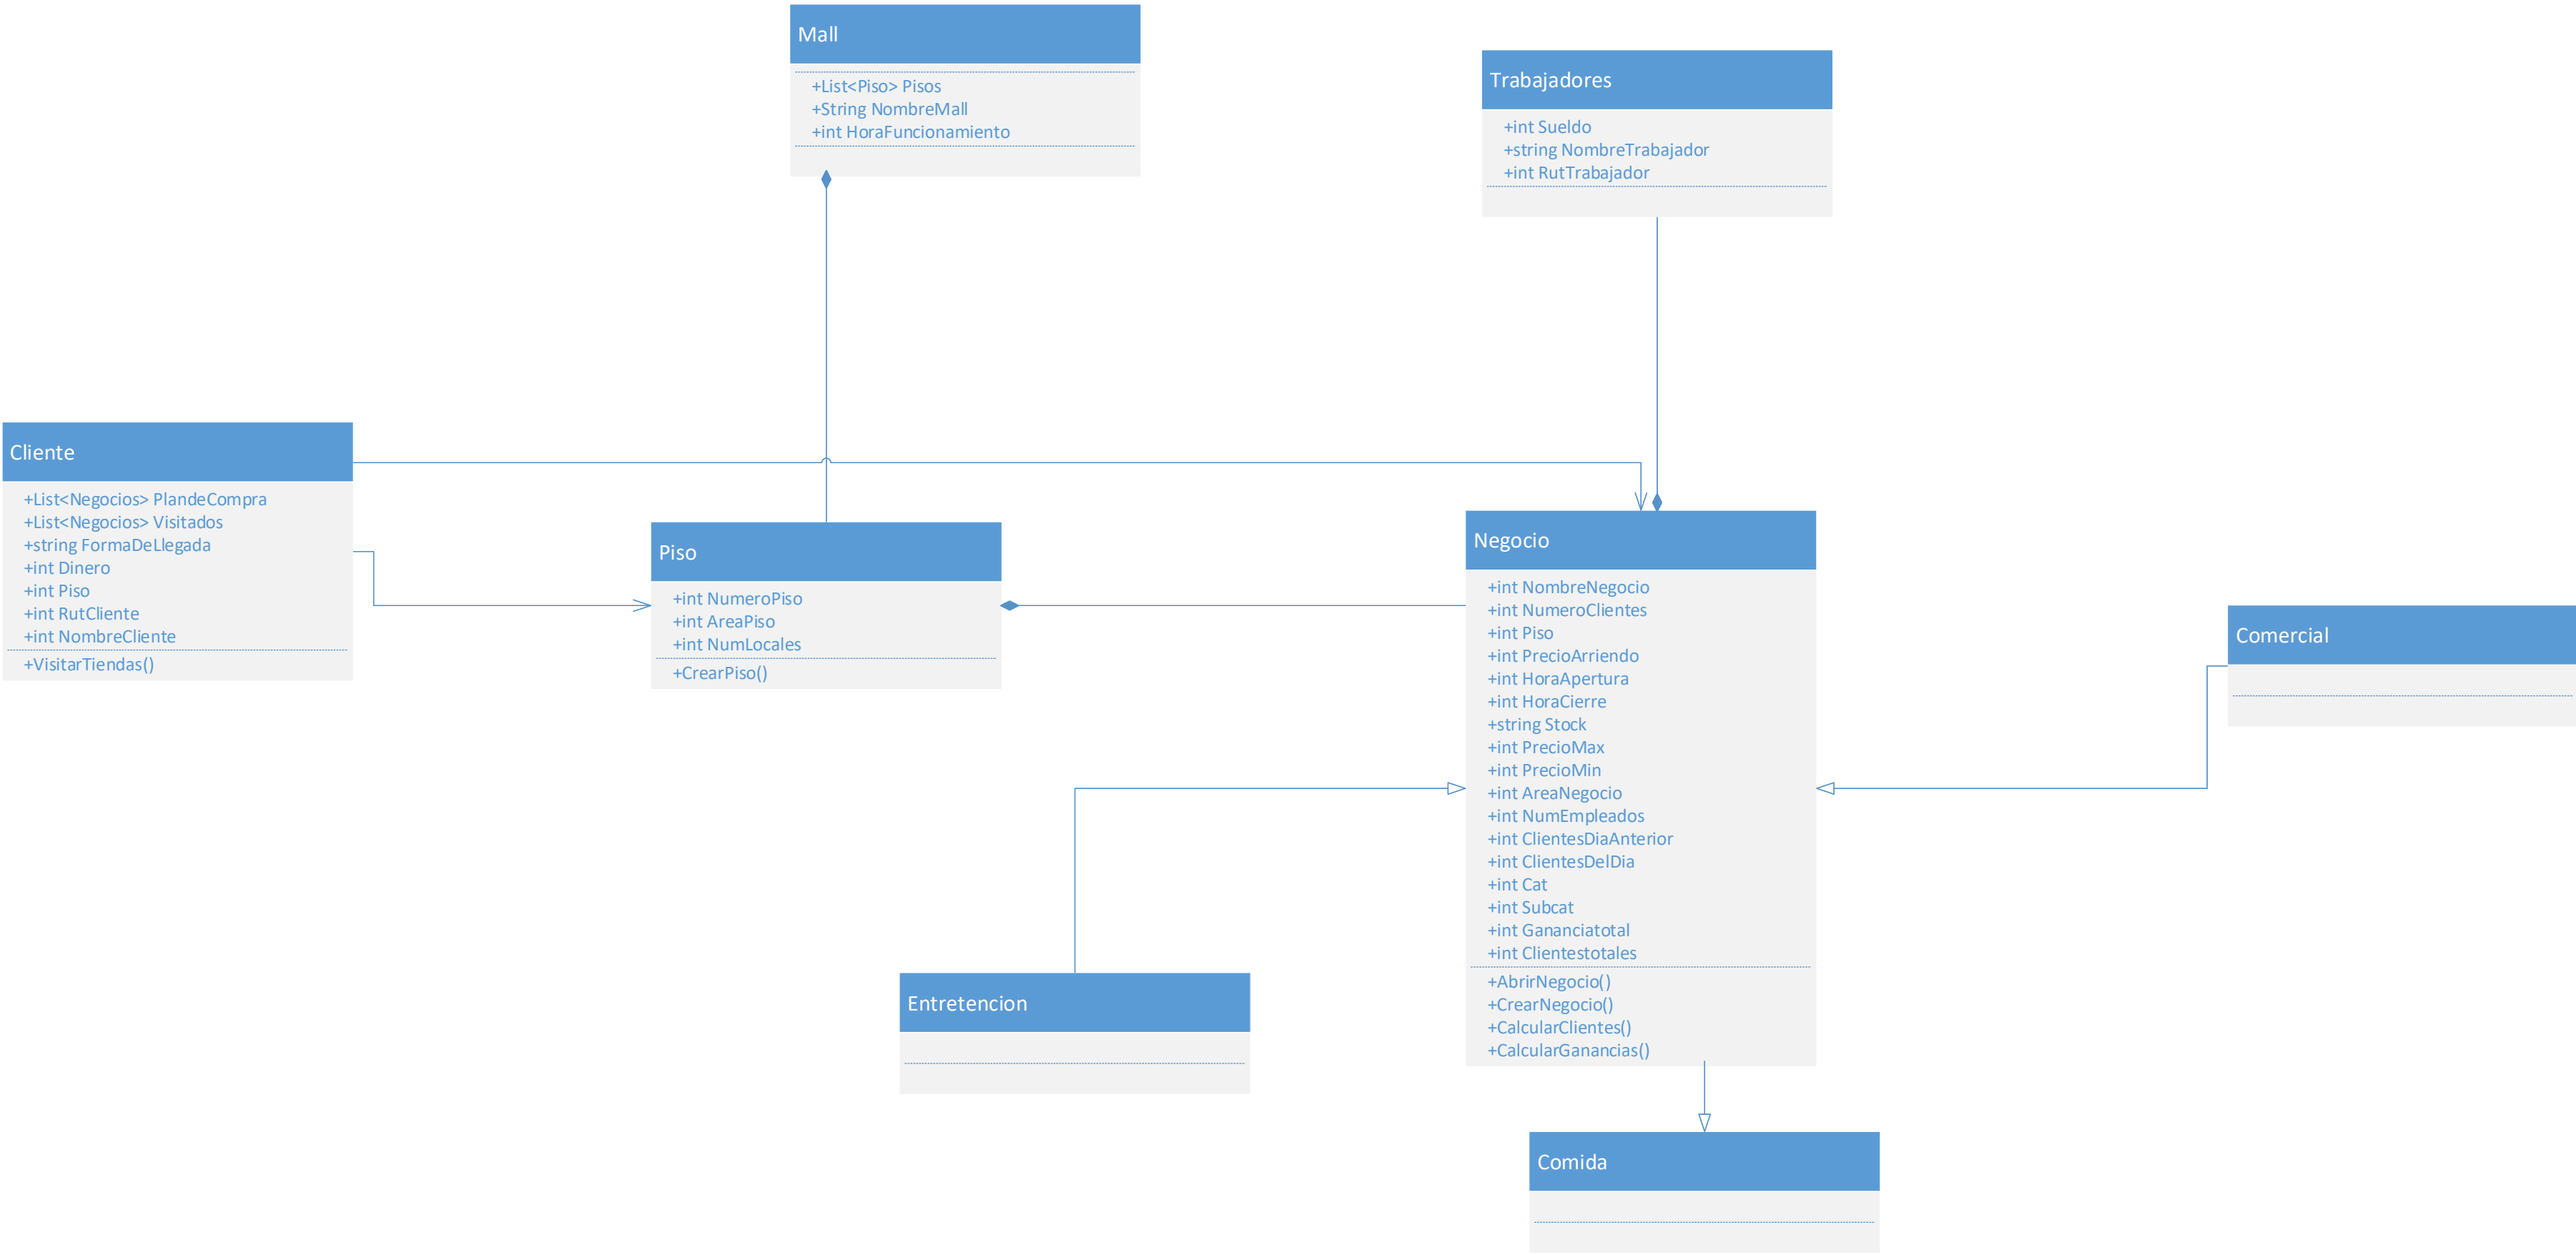 Mall
+List<Piso> Pisos
+String NombreMall
+int HoraFuncionamiento
Trabajadores
+int Sueldo
+string NombreTrabajador
+int RutTrabajador
Cliente
+List<Negocios> PlandeCompra
+List<Negocios> Visitados
+string FormaDeLlegada
+int Dinero
+int Piso
+int RutCliente
+int NombreCliente
+VisitarTiendas()
Piso
+int NumeroPiso
+int AreaPiso
+int NumLocales
+CrearPiso()
Negocio
+int NombreNegocio
+int NumeroClientes
+int Piso
+int PrecioArriendo
+int HoraApertura
+int HoraCierre
+string Stock
+int PrecioMax
+int PrecioMin
+int AreaNegocio
+int NumEmpleados
+int ClientesDiaAnterior
+int ClientesDelDia
+int Cat
+int Subcat
+int Gananciatotal
+int Clientestotales
+AbrirNegocio()
+CrearNegocio()
+CalcularClientes()
+CalcularGanancias()
Comercial
Entretencion
Comida